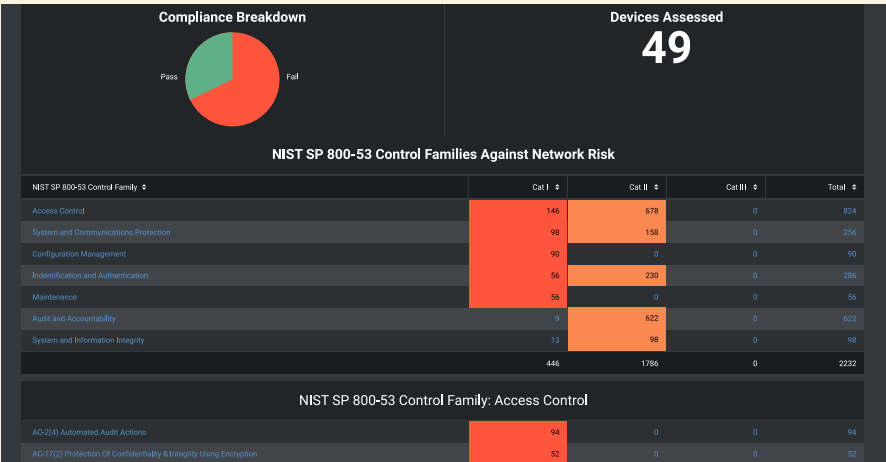 Compliance Breakdown
Pass
Fail
Devices Assessed
49
NIST SP 800-53 Control Families Against Network Risk
NIST SP 800-53 Control Family Cat I Cat II Cat III Total
Access Control 146 678 0 824
System and Communications Protection 98 158 0 256
Configuration Management 90 0 0 90
Indentification and Authentication 56 230 0 286
Maintenance 56 0 0 56
Audit and Accountability 9 622 0 622
System and Information Integrity 13 98 0 98
446 1786 0 2232
NIST SP 800-53 Control Family: Access Control
AC-2(4) Automated Audit Actions 94 0 0 94
AC-17(2) Protection Of Confidentiality & Integrity Using Encryption 52 0 0 52